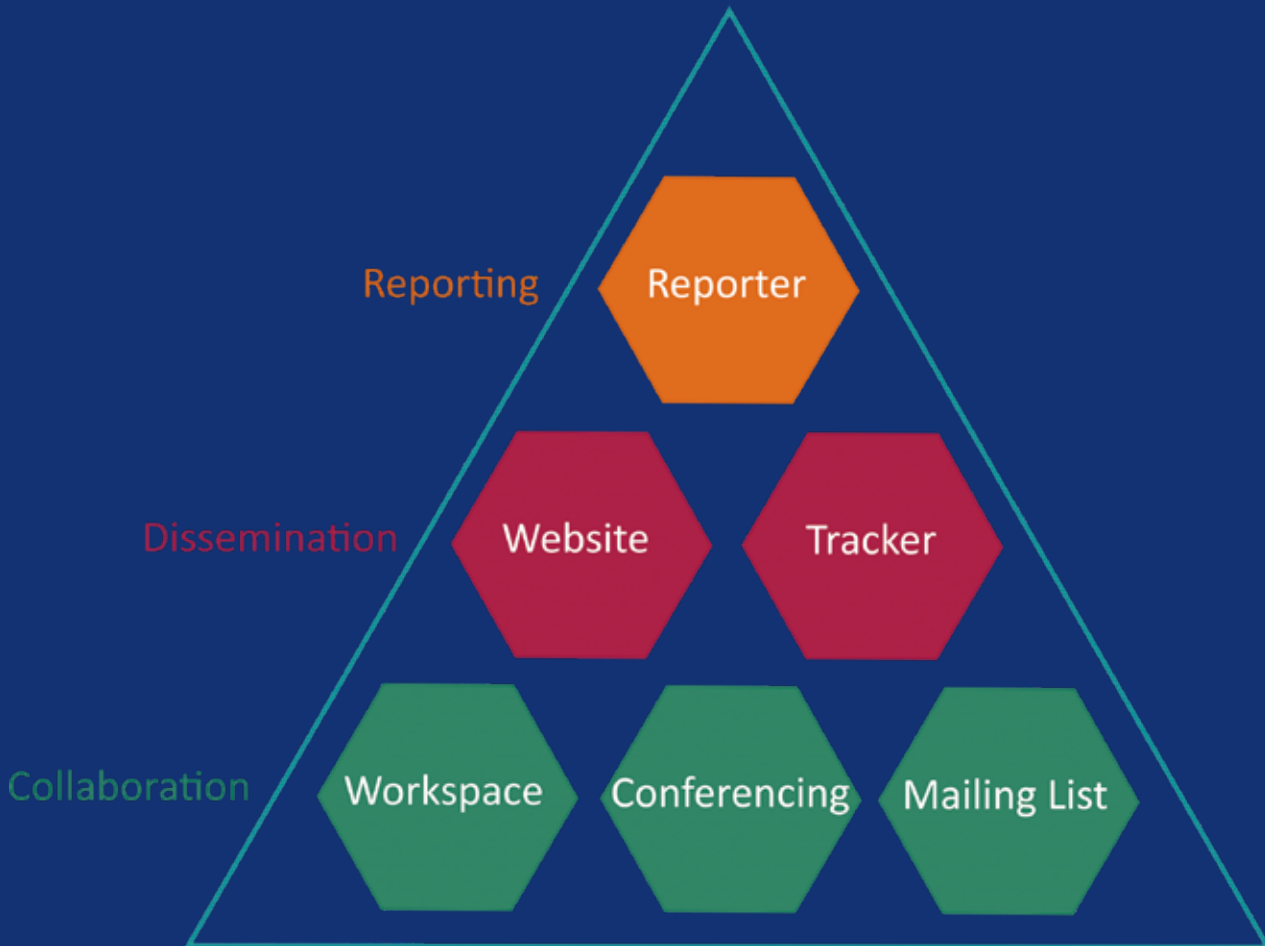 Reporting
Reporter
Dissemination
Website
Tracker
Collaboration
Workspace
Conferencing
Mailing List